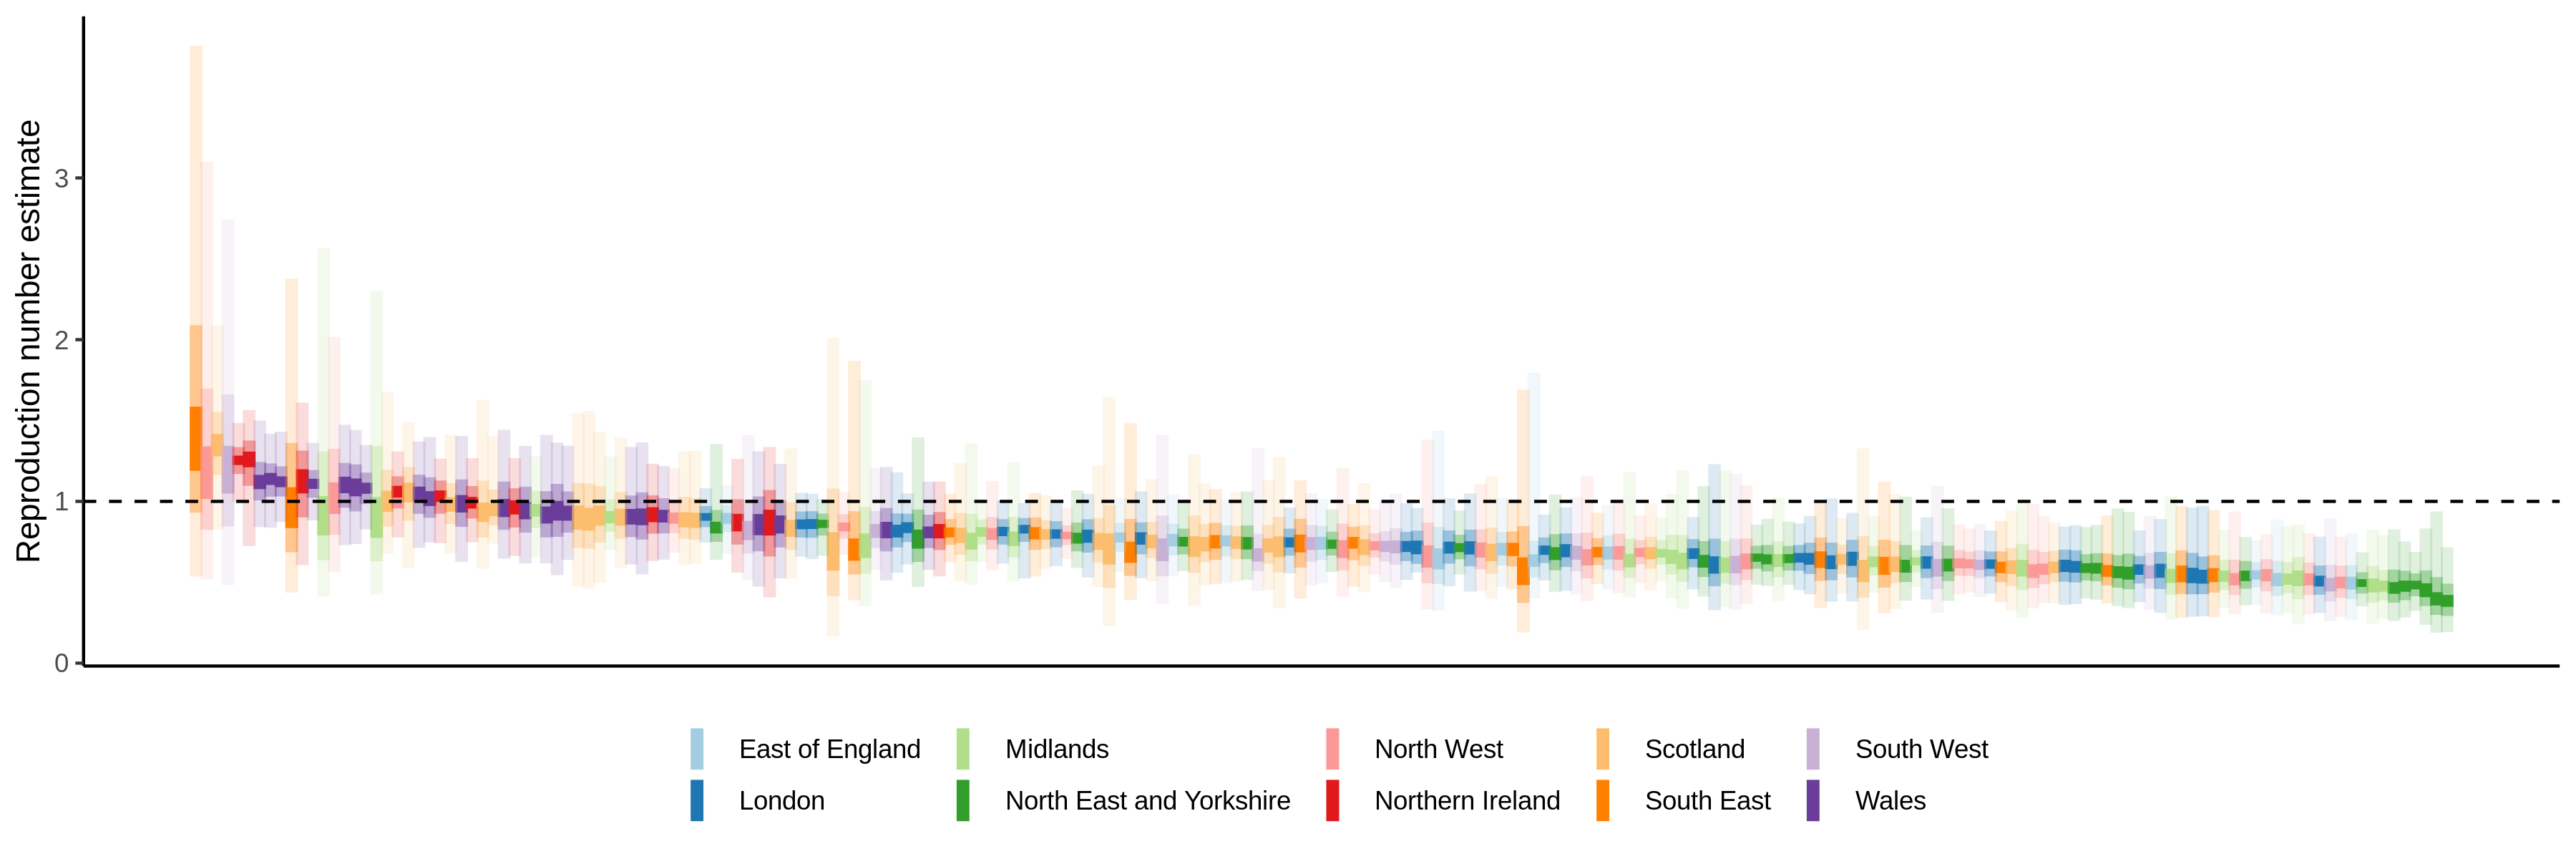 Reproduction number estimate
3
2
1
0
East of England
Midlands
North West
Scotland
South West
London
North East and Yorkshire
Northern Ireland
South East
Wales